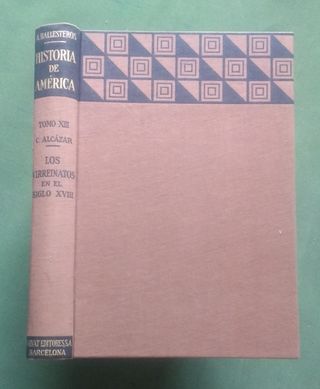 A. BALLESTEROS
HISTORIA
DE
AMÉRICA
TOMO XIII
C. ALCÁZAR
LOS
VIRREINATOS
EN EL
SIGLO XVIII
SALVAT EDITORES S.A.
BARCELONA